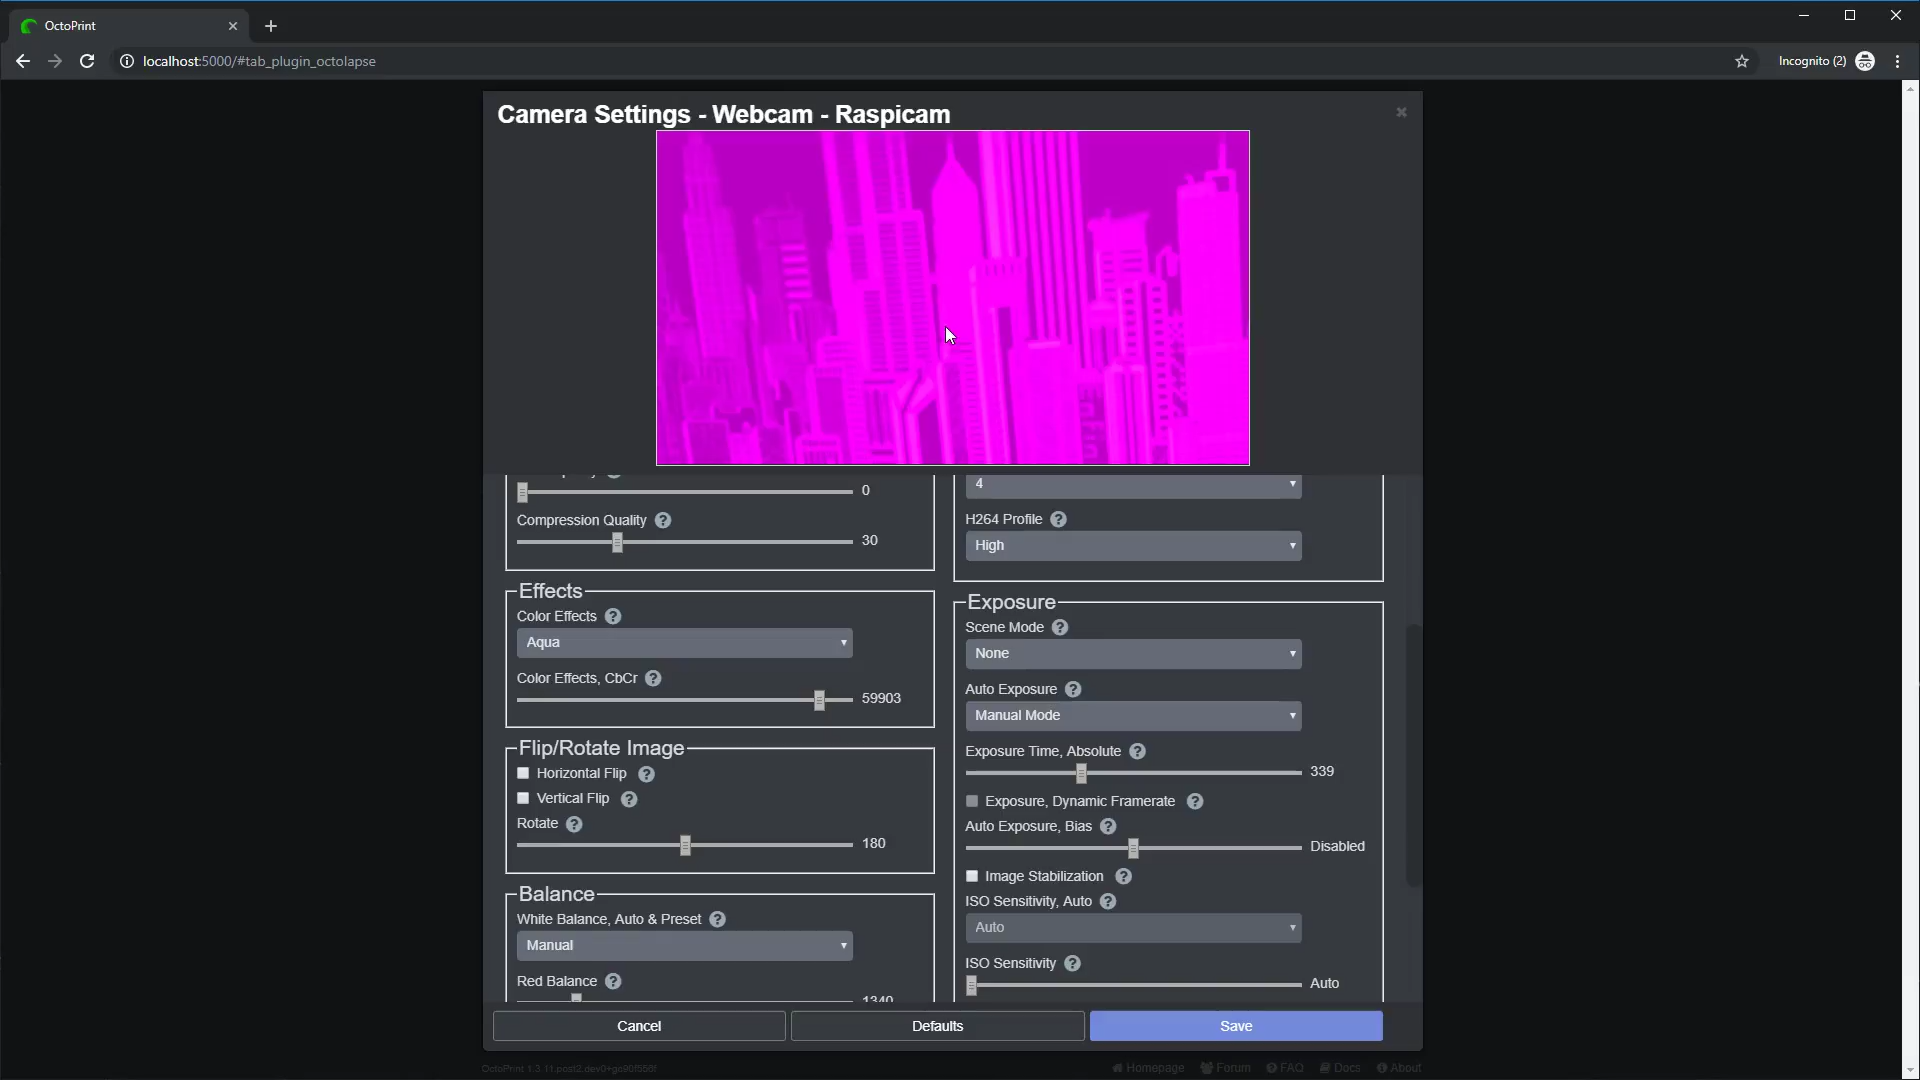 OctoPrint
localhost:5000/#tab_plugin_octolapse
Incognito (2)
Camera Settings - Webcam - Raspicam
0
Compression Quality
30
Effects
Color Effects
Aqua
Color Effects, CbCr
59903
Flip/Rotate Image
Horizontal Flip
Vertical Flip
Rotate
180
Balance
White Balance, Auto & Preset
Manual
Red Balance
1340
4
H264 Profile
High
Exposure
Scene Mode
None
Auto Exposure
Manual Mode
Exposure Time, Absolute
339
Exposure, Dynamic Framerate
Auto Exposure, Bias
Disabled
Image Stabilization
ISO Sensitivity, Auto
Auto
ISO Sensitivity
Auto
Cancel
Defaults
Save
Homepage Forum FAQ Docs About